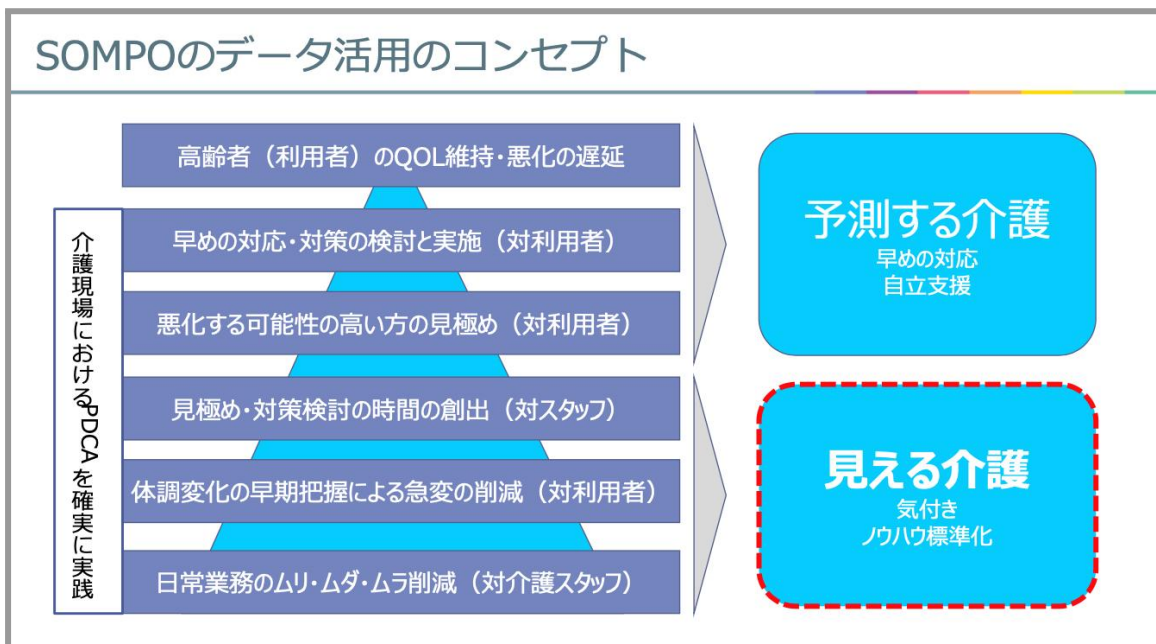 SOMPOのデータ活用のコンセプト
介護現場におけるPDCAを確実に実践
高齢者（利用者）のQOL維持・悪化の遅延
早めの対応・対策の検討と実施（対利用者）
悪化する可能性の高い方の見極め（対利用者）
見極め・対策検討の時間の創出（対スタッフ）
体調変化の早期把握による急変の削減（対利用者）
日常業務のムリ・ムダ・ムラ削減（対介護スタッフ）
予測する介護
早めの対応
自立支援
見える介護
気付き
ノウハウ標準化